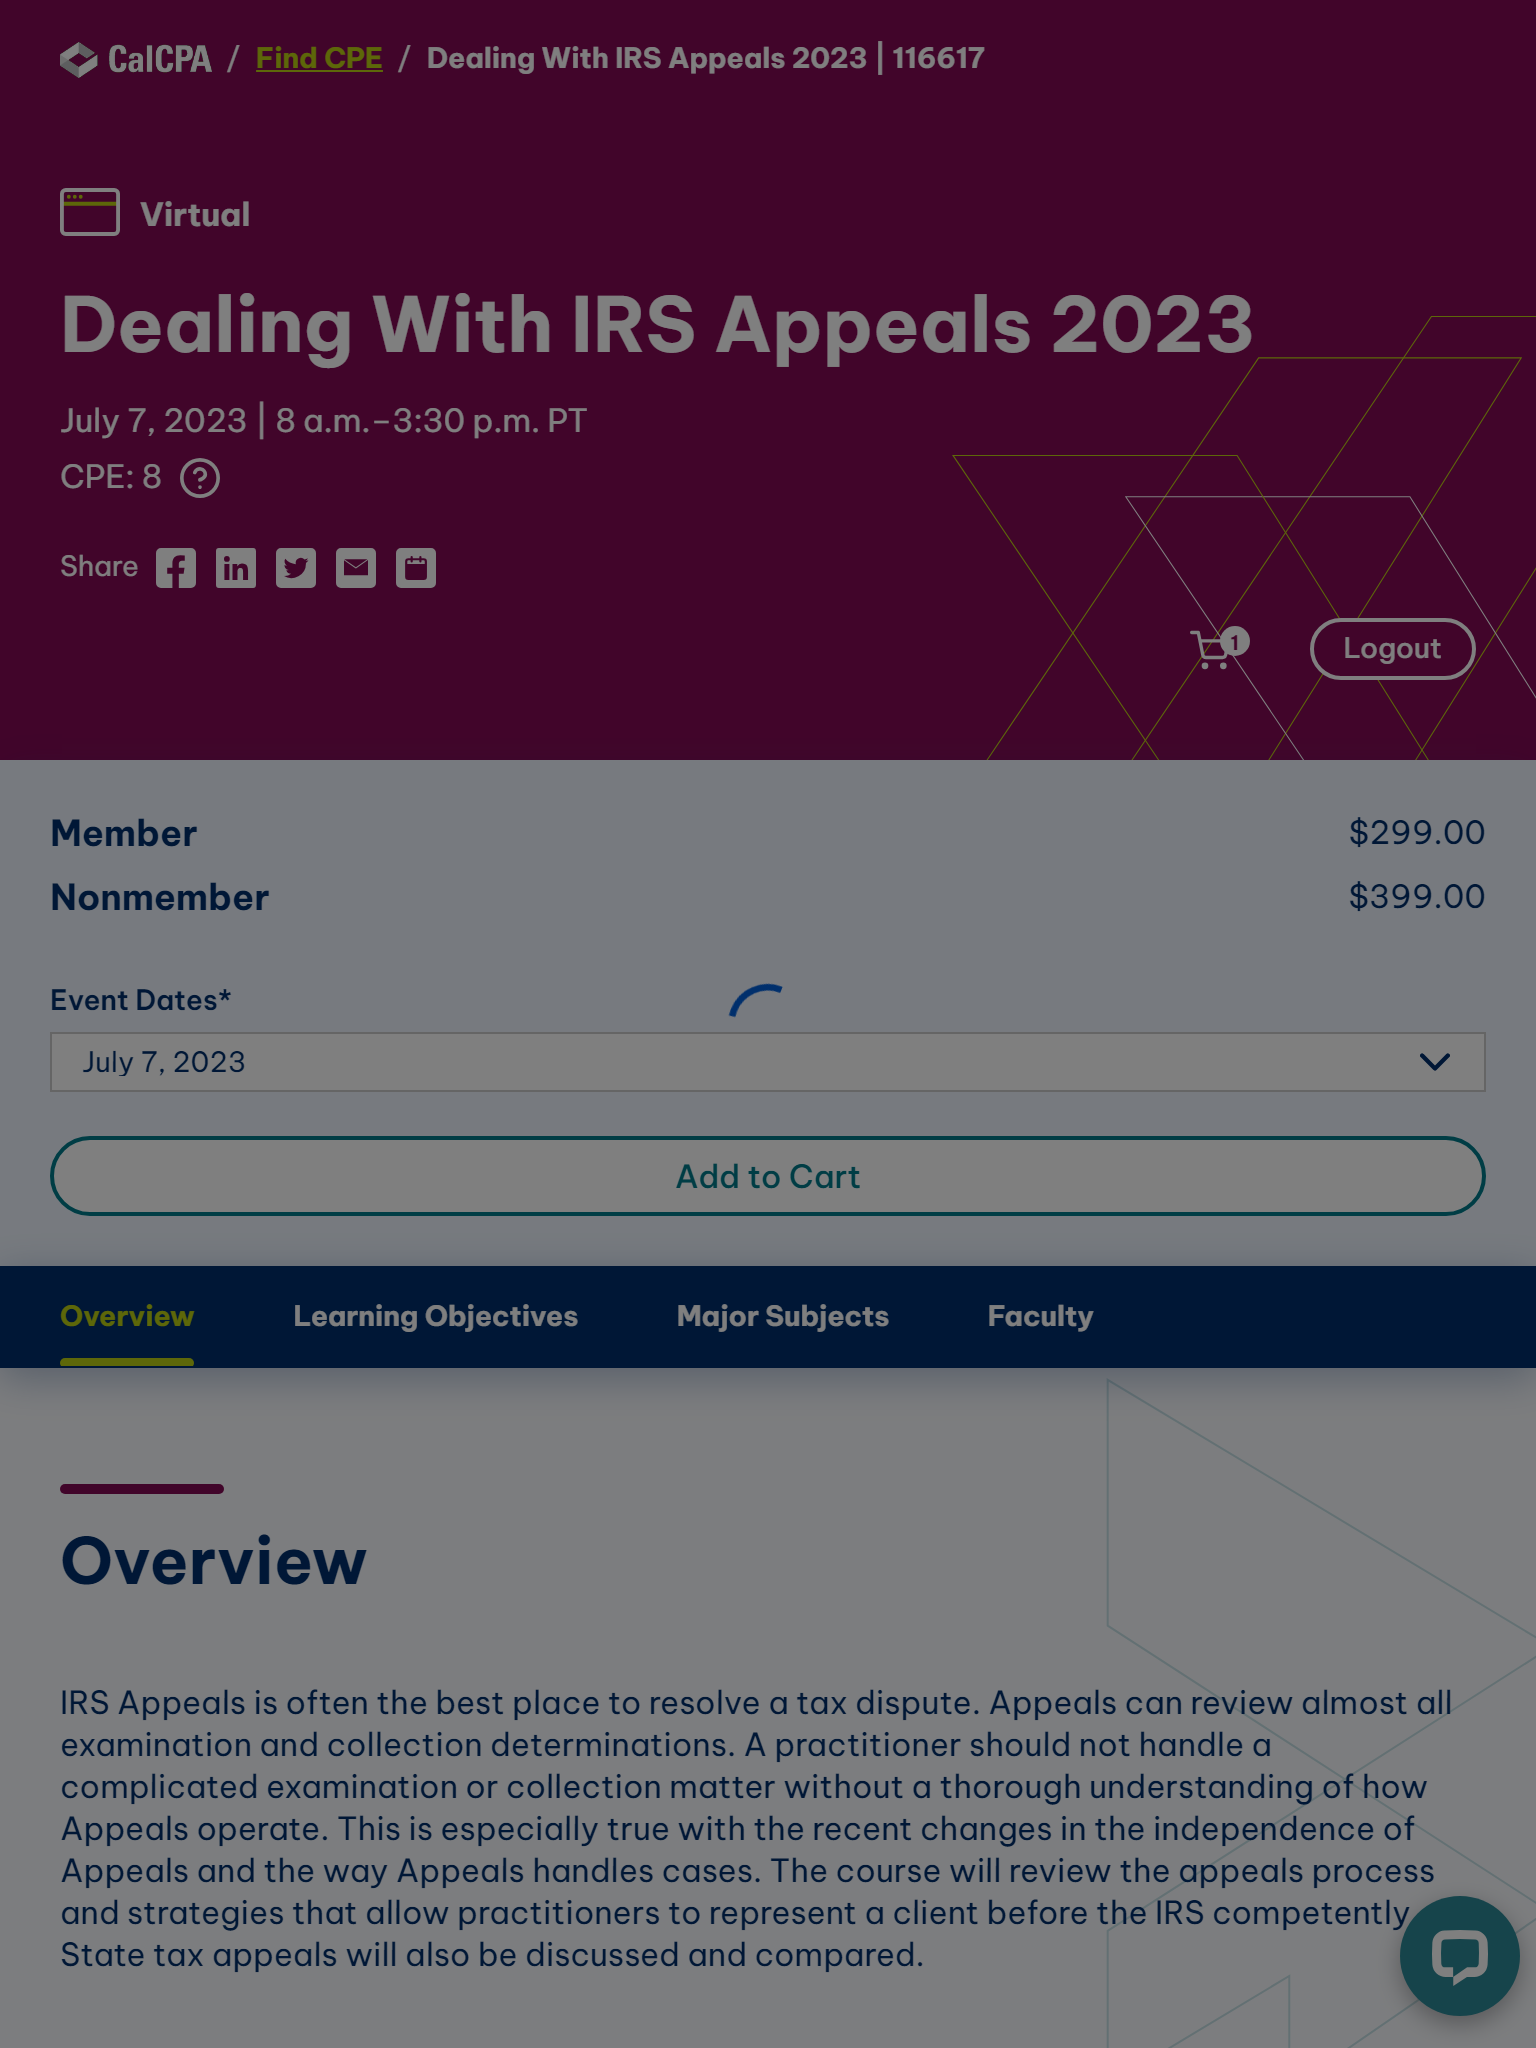 CalCPA / Find CPE / Dealing With IRS Appeals 2023 | 116617
Virtual
Dealing With IRS Appeals 2023
July 7, 2023 | 8 a.m.–3:30 p.m. PT
CPE: 8 ?
Share
1
Logout
Member $299.00
Nonmember $399.00
Event Dates*
July 7, 2023
Add to Cart
Overview Learning Objectives Major Subjects Faculty
Overview
IRS Appeals is often the best place to resolve a tax dispute. Appeals can review almost all
examination and collection determinations. A practitioner should not handle a
complicated examination or collection matter without a thorough understanding of how
Appeals operate. This is especially true with the recent changes in the independence of
Appeals and the way Appeals handles cases. The course will review the appeals process
and strategies that allow practitioners to represent a client before the IRS competently
State tax appeals will also be discussed and compared.